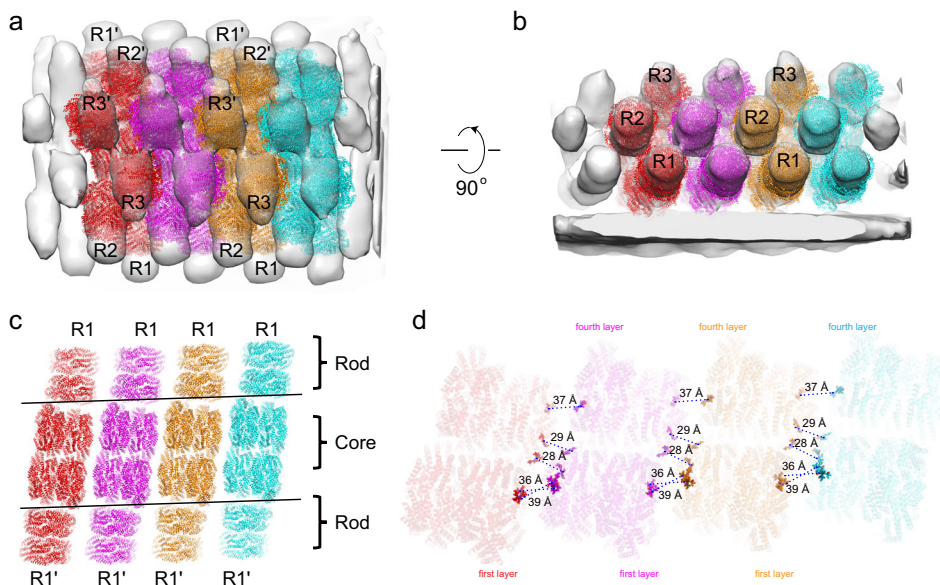 a
R1'
R1'
R2'
R2'
R3'
R3'
R3
R3
R2
R2
R1
R1
90°
b
R3
R3
R2
R2
R1
R1
c
R1 R1 R1 R1
Rod
Core
Rod
R1' R1' R1' R1'
d
fourth layer fourth layer fourth layer
37 Å 37 Å 37 Å
29 Å 29 Å 29 Å
28 Å 28 Å 28 Å
36 Å 36 Å 36 Å
39 Å 39 Å 39 Å
first layer first layer first layer